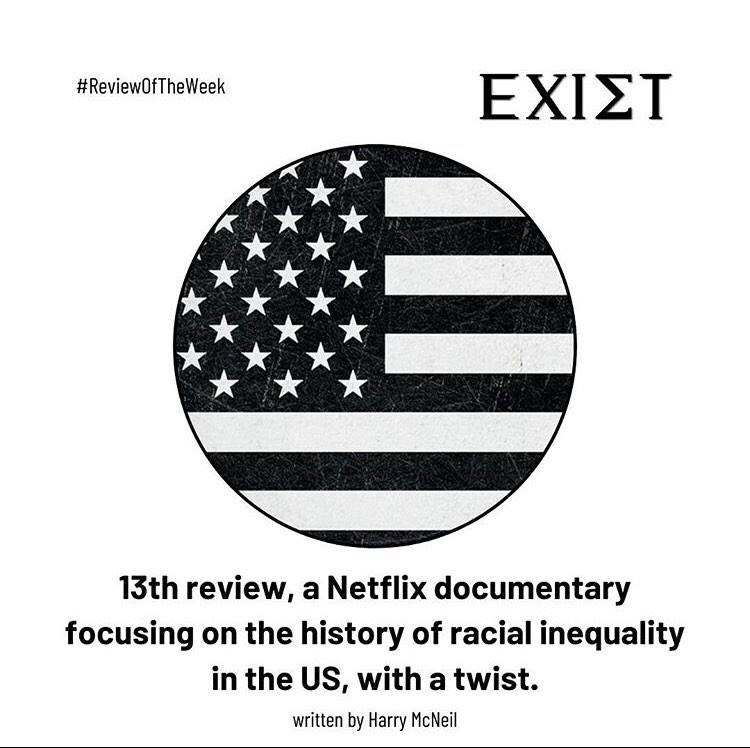 #ReviewOfTheWeek
EXIΣT
13th review, a Netflix documentary
focusing on the history of racial inequality
in the US, with a twist.
written by Harry McNeil